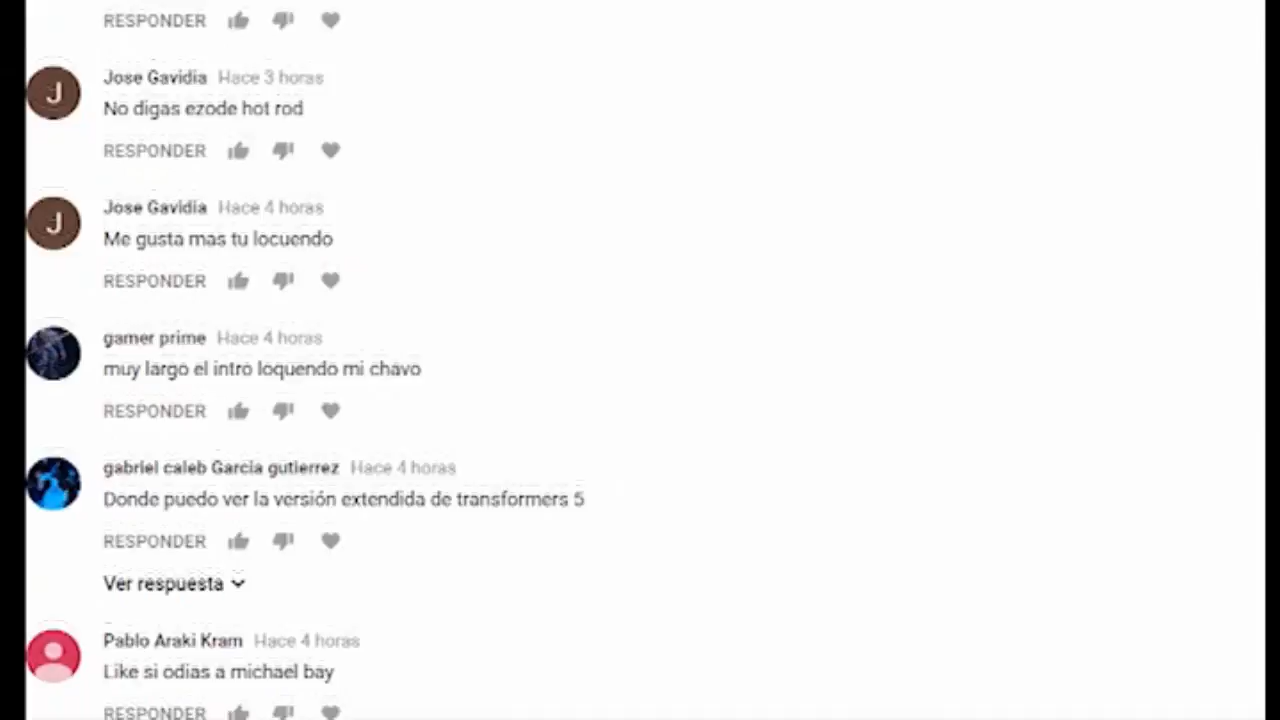 RESPONDER
Jose Gavidia Hace 3 horas
No digas ezode hot rod
RESPONDER
Jose Gavidia Hace 4 horas
Me gusta mas tu locuendo
RESPONDER
gamer prime Hace 4 horas
muy largo el intro loquendo mi chavo
RESPONDER
gabriel caleb Garcia gutierrez Hace 4 horas
Donde puedo ver la versión extendida de transformers 5
RESPONDER
Ver respuesta
Pablo Araki Kram Hace 4 horas
Like si odias a michael bay
RESPONDER